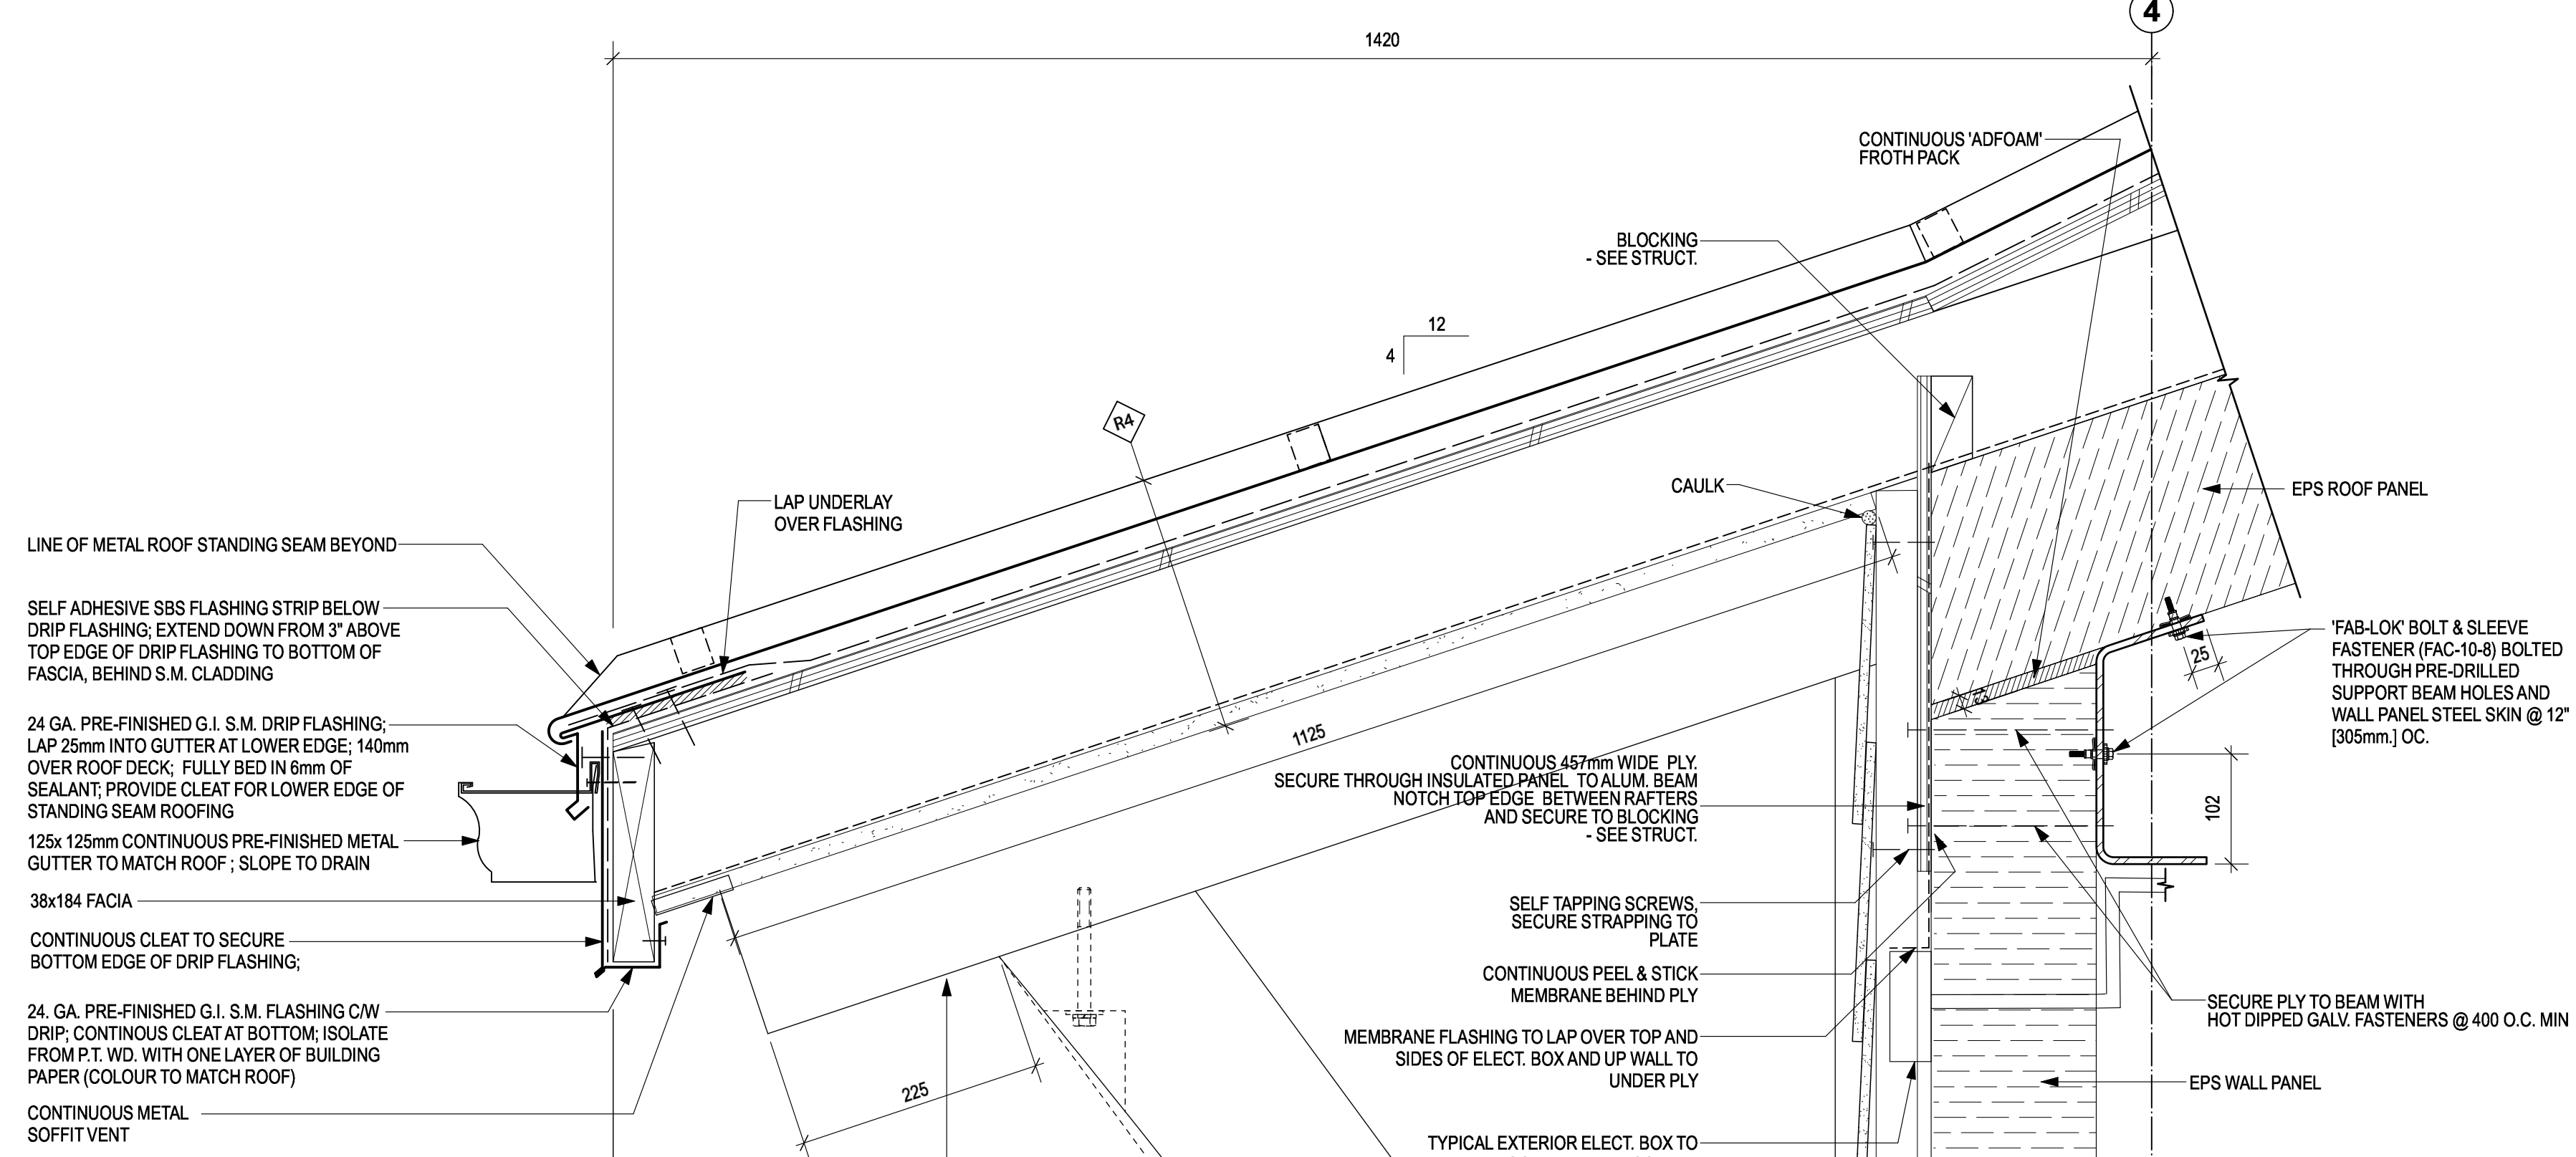 4
1420
CONTINUOUS 'ADFOAM'
FROTH PACK
BLOCKING
- SEE STRUCT.
12
4
R4
CAULK
EPS ROOF PANEL
LAP UNDERLAY
OVER FLASHING
LINE OF METAL ROOF STANDING SEAM BEYOND
SELF ADHESIVE SBS FLASHING STRIP BELOW
DRIP FLASHING; EXTEND DOWN FROM 3" ABOVE
TOP EDGE OF DRIP FLASHING TO BOTTOM OF
FASCIA, BEHIND S.M. CLADDING
24 GA. PRE-FINISHED G.I. S.M. DRIP FLASHING;
LAP 25mm INTO GUTTER AT LOWER EDGE; 140mm
OVER ROOF DECK; FULLY BED IN 6mm OF
SEALANT; PROVIDE CLEAT FOR LOWER EDGE OF
STANDING SEAM ROOFING
125x 125mm CONTINUOUS PRE-FINISHED METAL
GUTTER TO MATCH ROOF ; SLOPE TO DRAIN
38x184 FACIA
CONTINUOUS CLEAT TO SECURE
BOTTOM EDGE OF DRIP FLASHING;
24. GA. PRE-FINISHED G.I. S.M. FLASHING C/W
DRIP; CONTINOUS CLEAT AT BOTTOM; ISOLATE
FROM P.T. WD. WITH ONE LAYER OF BUILDING
PAPER (COLOUR TO MATCH ROOF)
CONTINUOUS METAL
SOFFIT VENT
1125
225
CONTINUOUS 457mm WIDE PLY.
SECURE THROUGH INSULATED PANEL TO ALUM. BEAM
NOTCH TOP EDGE BETWEEN RAFTERS
AND SECURE TO BLOCKING
- SEE STRUCT.
SELF TAPPING SCREWS,
SECURE STRAPPING TO
PLATE
CONTINUOUS PEEL & STICK
MEMBRANE BEHIND PLY
MEMBRANE FLASHING TO LAP OVER TOP AND
SIDES OF ELECT. BOX AND UP WALL TO
UNDER PLY
TYPICAL EXTERIOR ELECT. BOX TO
25
'FAB-LOK' BOLT & SLEEVE
FASTENER (FAC-10-8) BOLTED
THROUGH PRE-DRILLED
SUPPORT BEAM HOLES AND
WALL PANEL STEEL SKIN @ 12"
[305mm.] OC.
102
SECURE PLY TO BEAM WITH
HOT DIPPED GALV. FASTENERS @ 400 O.C. MIN
EPS WALL PANEL